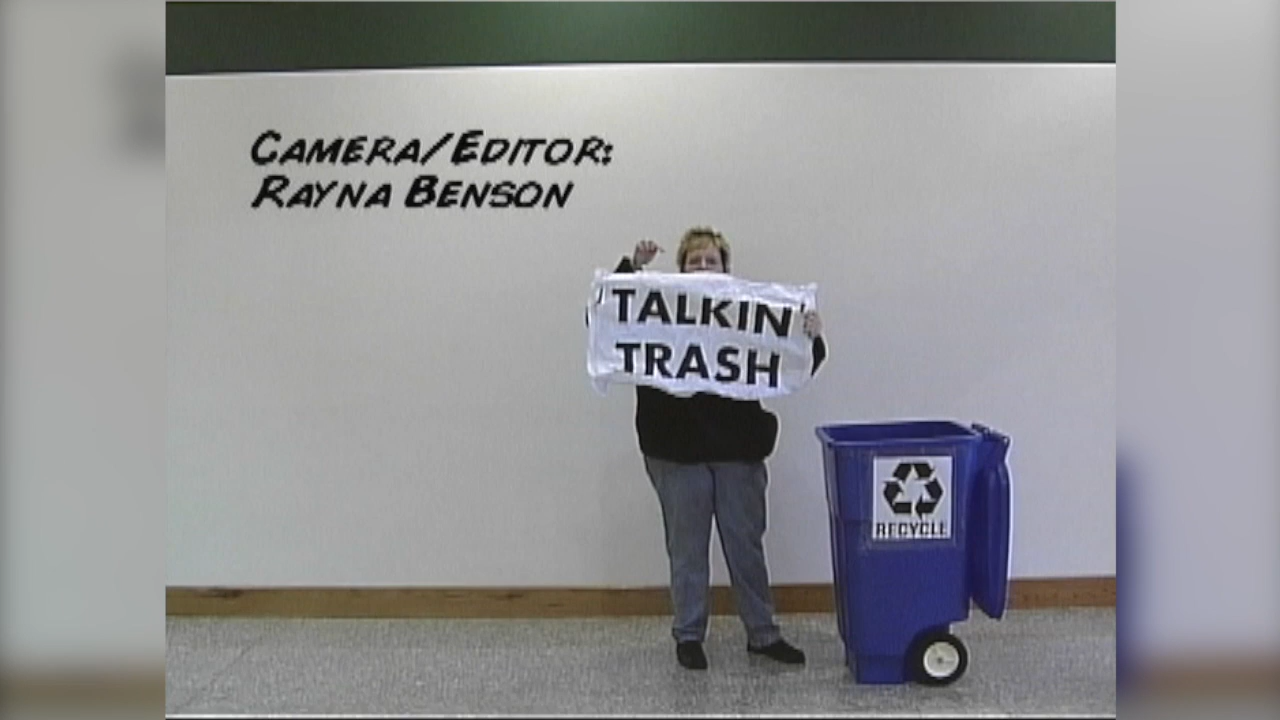 CAMERA/EDITOR:
RAYNA BENSON
'TALKIN'
TRASH
RECYCLE